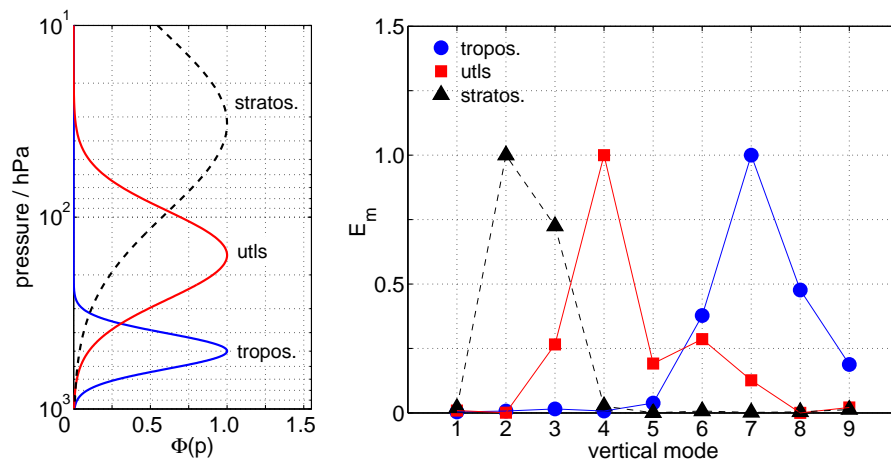 10¹
10²
10³
pressure / hPa
stratos.
utls
tropos.
0.5 1.0 1.5
Φ(p)
1.5
1.0
0.5
0
E_m
tropos.
utls
stratos.
1 2 3 4 5 6 7 8 9
vertical mode